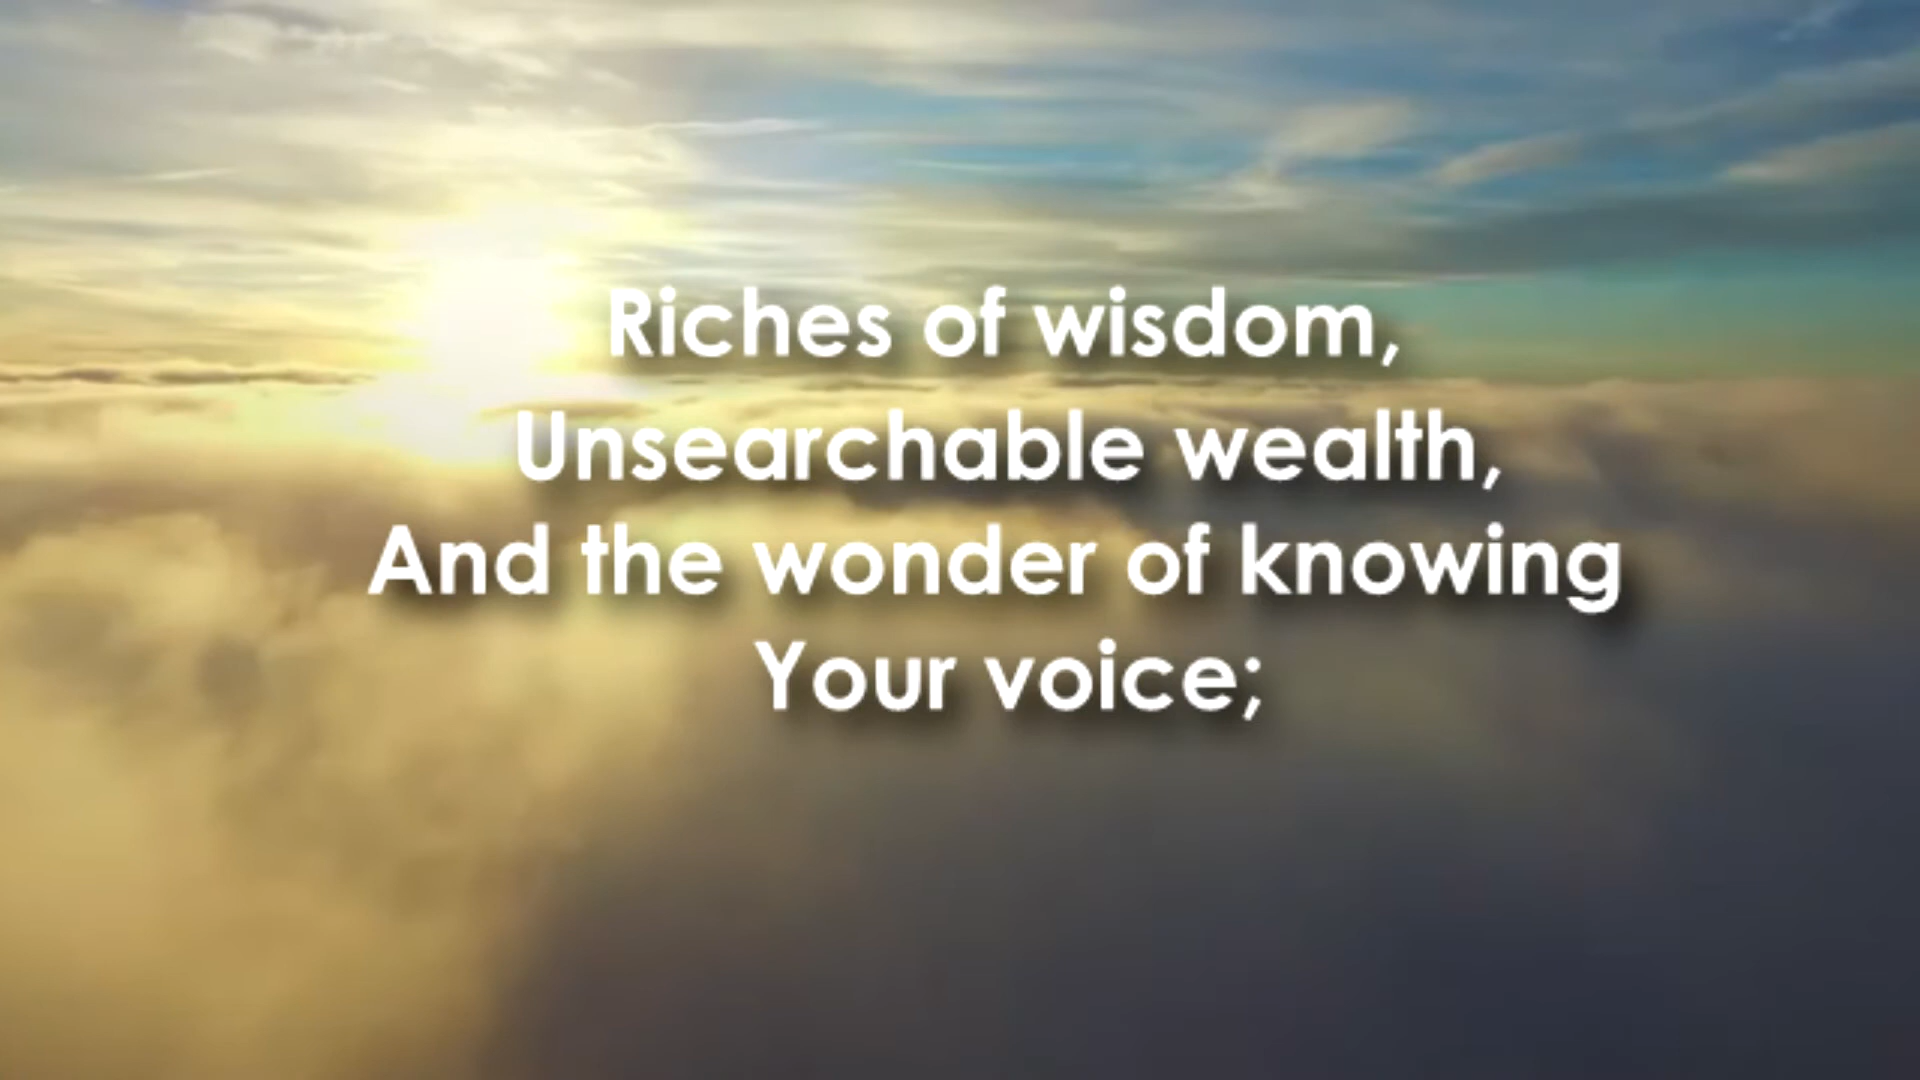 Riches of wisdom,
Unsearchable wealth,
And the wonder of knowing
Your voice;